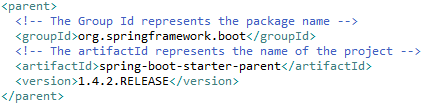 <parent>
<!-- The Group Id represents the package name -->
<groupId>org.springframework.boot</groupId>
<!-- The artifactId represents the name of the project -->
<artifactId>spring-boot-starter-parent</artifactId>
<version>1.4.2.RELEASE</version>
</parent>